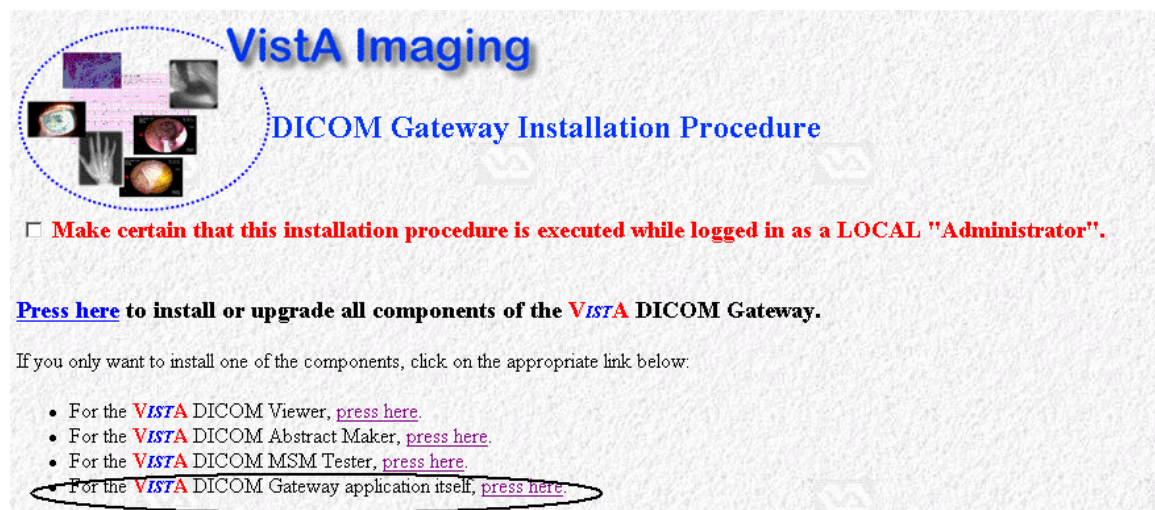 VistA Imaging
DICOM Gateway Installation Procedure
Make certain that this installation procedure is executed while logged in as a LOCAL "Administrator".
Press here to install or upgrade all components of the VISTA DICOM Gateway.
If you only want to install one of the components, click on the appropriate link below:
• For the VISTA DICOM Viewer, press here.
• For the VISTA DICOM Abstract Maker, press here.
• For the VISTA DICOM MSM Tester, press here.
• For the VISTA DICOM Gateway application itself, press here.